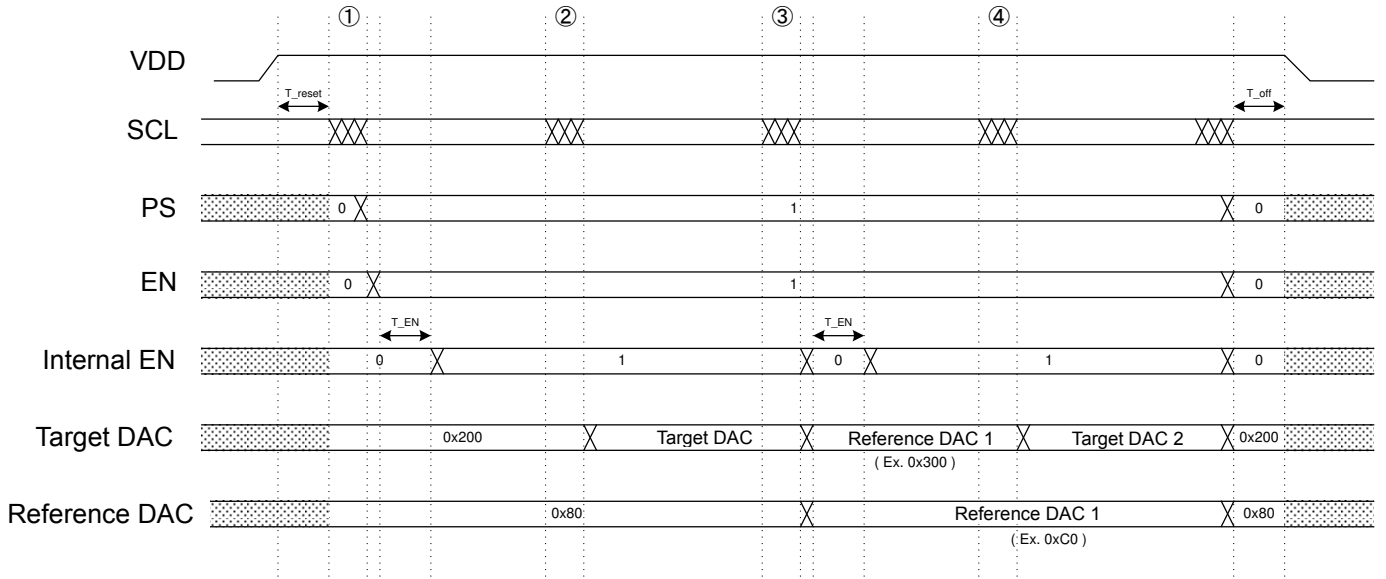 ① ② ③ ④
VDD
T_reset T_off
SCL
PS 0 1 0
EN 0 1 0
T_EN T_EN
Internal EN 0 1 0 1 0
Target DAC 0x200 Target DAC Reference DAC 1 Target DAC 2 0x200
( Ex. 0x300 )
Reference DAC 0x80 Reference DAC 1 0x80
( Ex. 0xC0 )